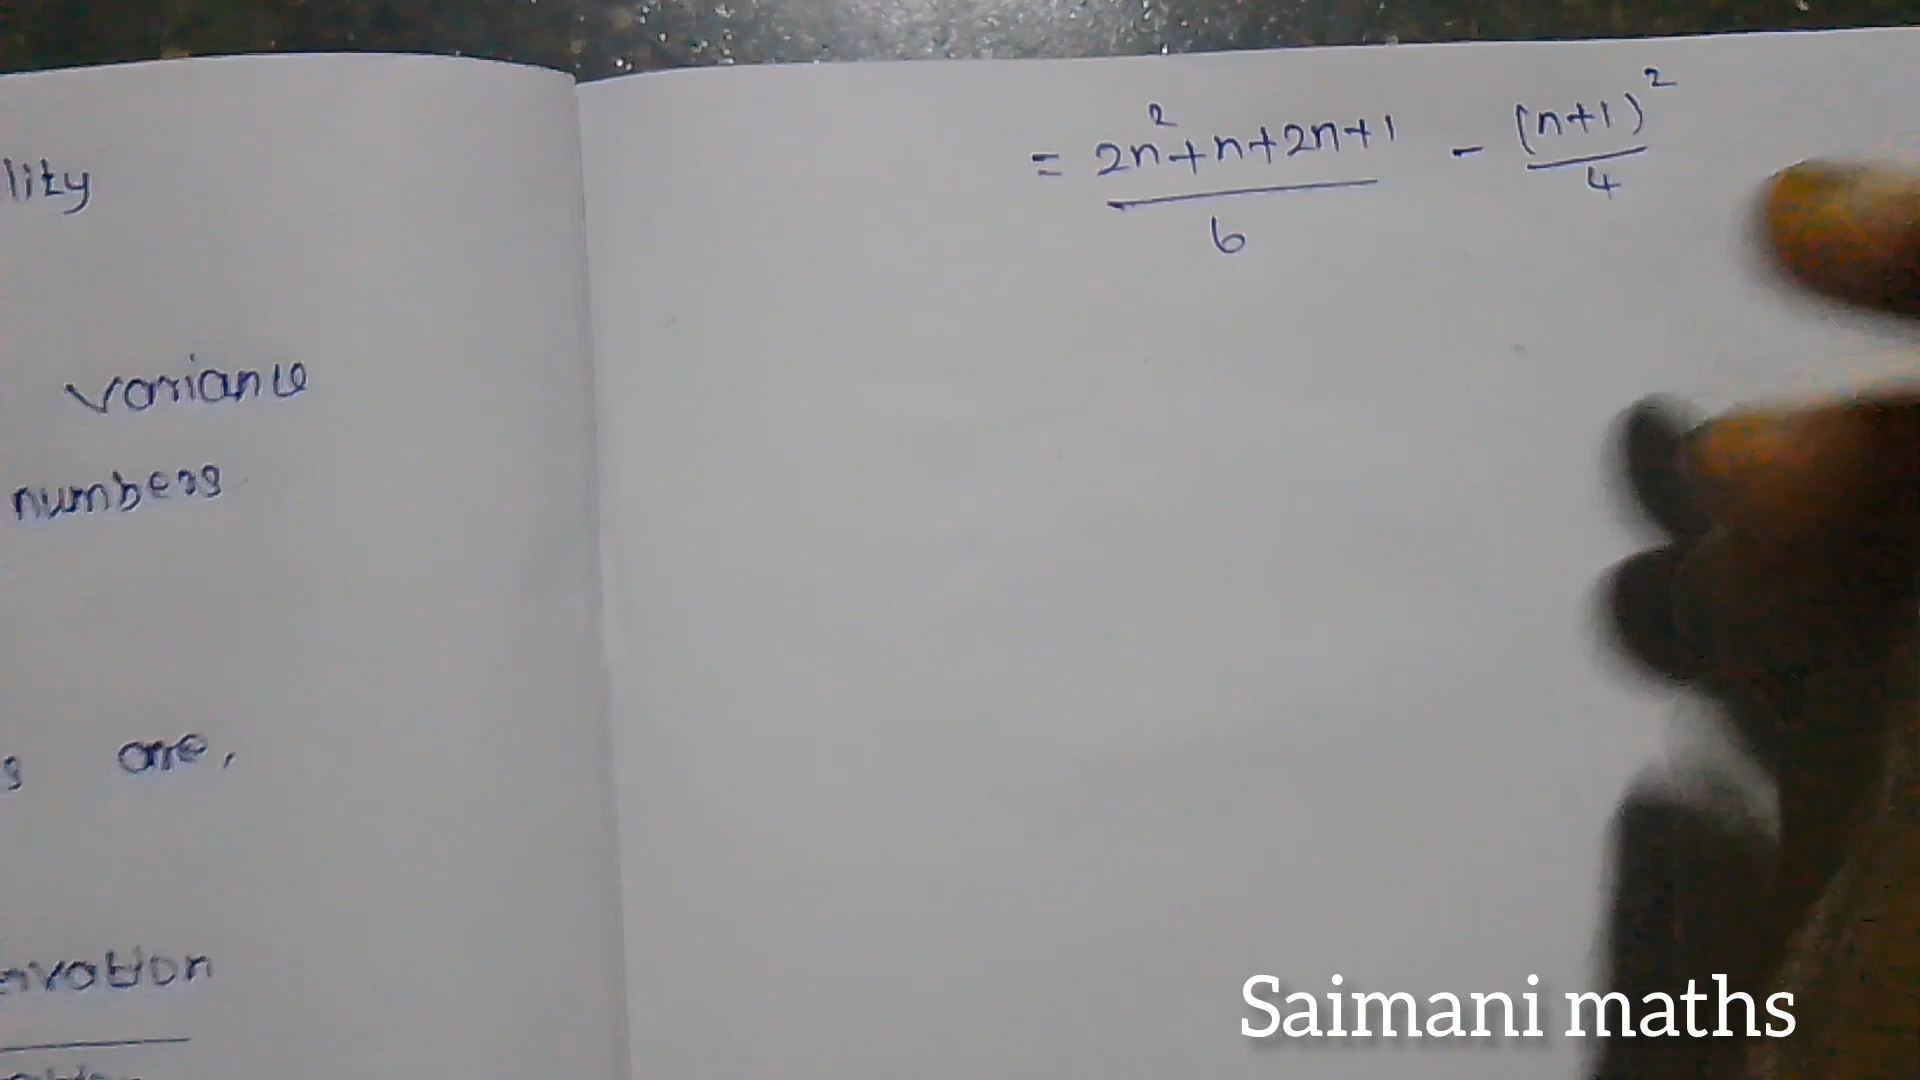 lity
variance
numbers
s are,
= 2n²+n+2n+1 / 6 - (n+1)² / 4
Saimani maths